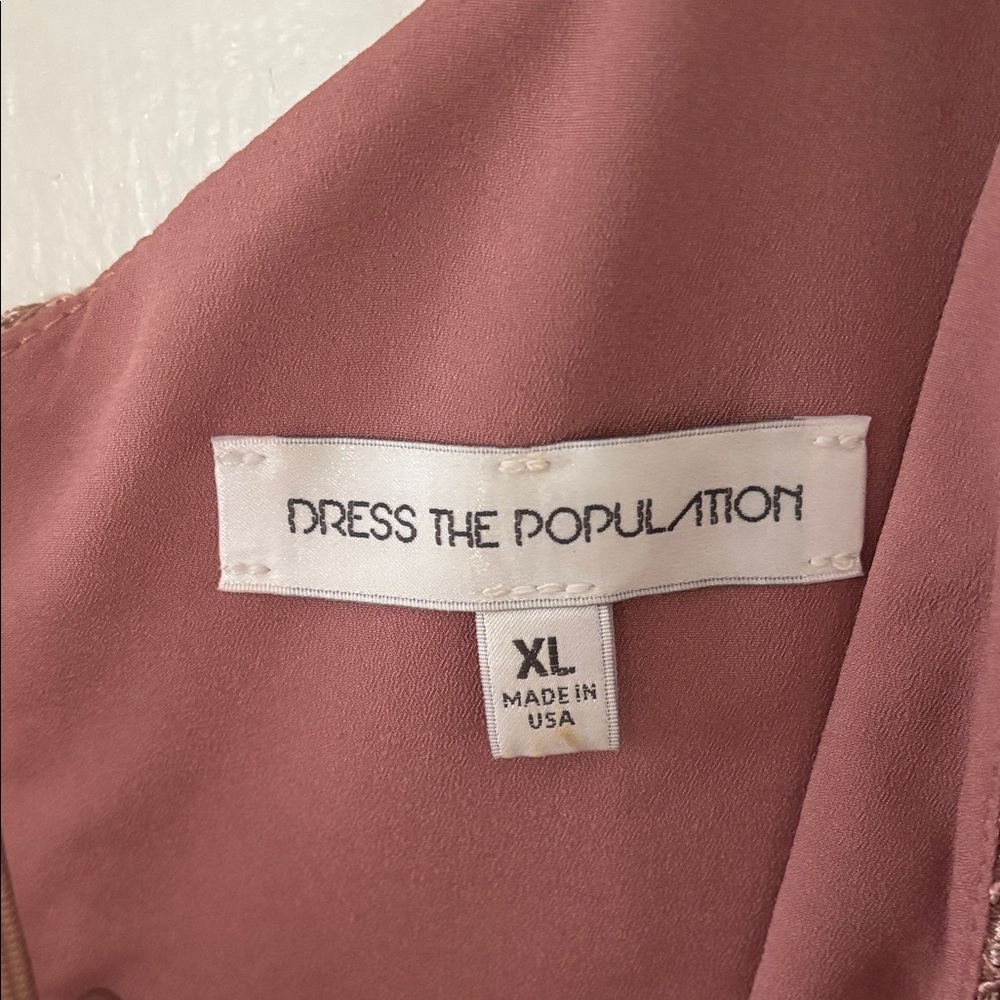 DRESS THE POPULATION
XL
MADE IN
USA